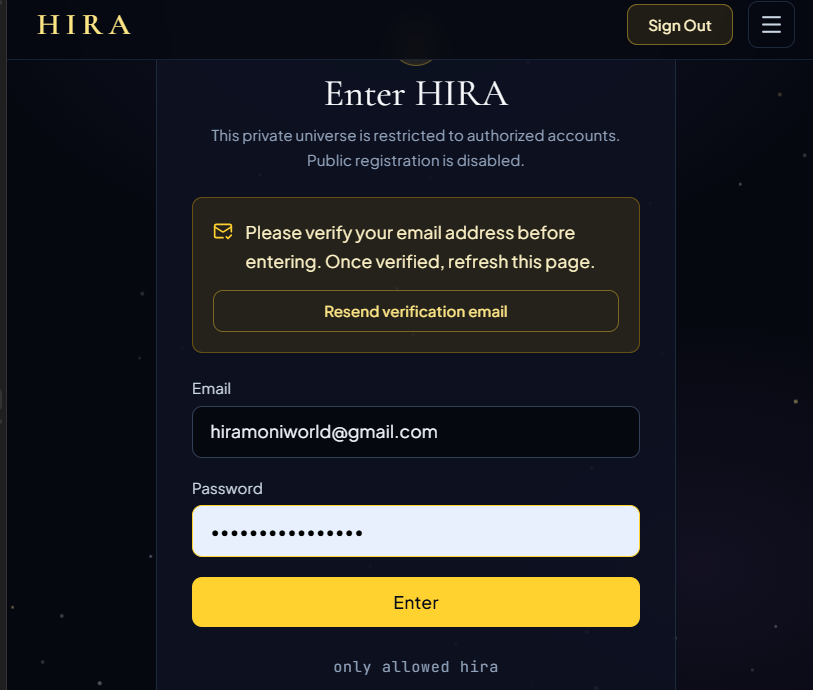 HIRA
Sign Out
Enter HIRA
This private universe is restricted to authorized accounts.
Public registration is disabled.
Please verify your email address before
entering. Once verified, refresh this page.
Resend verification email
Email
hiramoniworld@gmail.com
Password
••••••••••••••••
Enter
only allowed hira